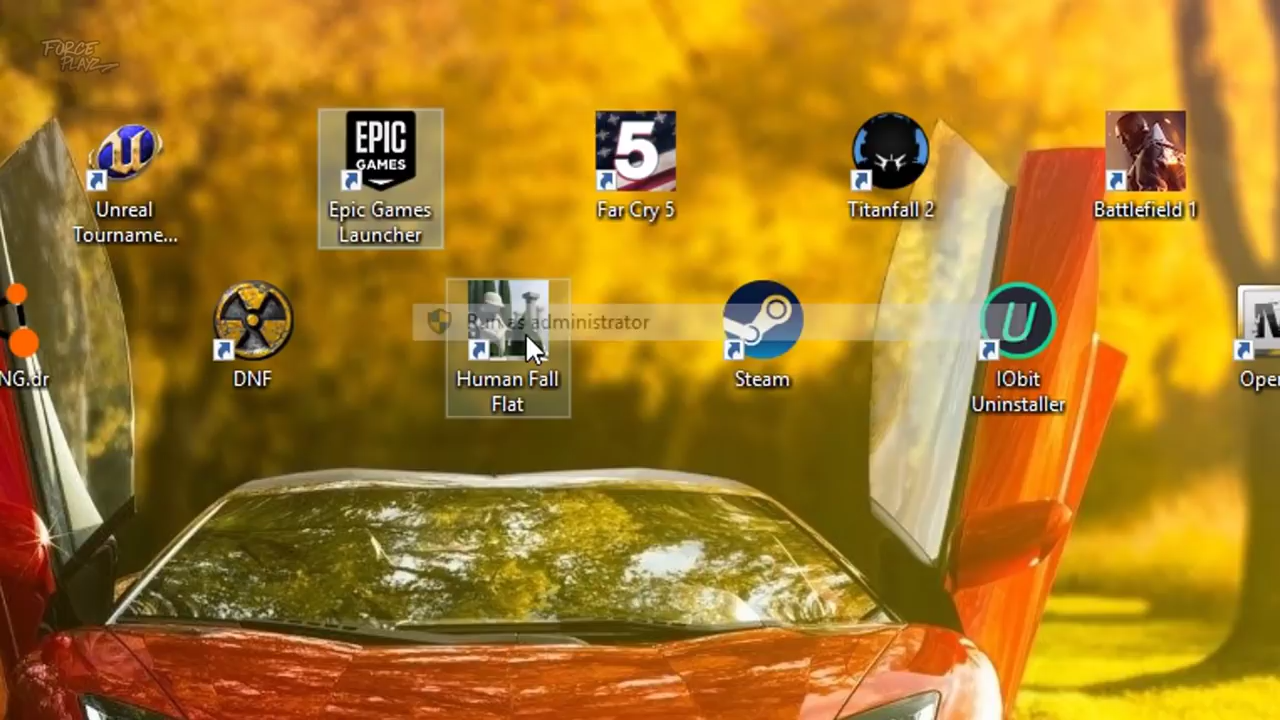 FORCE
PLAYZ
EPIC
GAMES
5
Unreal
Tourname...
Epic Games
Launcher
Far Cry 5
Titanfall 2
Battlefield 1
Run as administrator
NG.dr
DNF
Human Fall
Flat
Steam
IObit
Uninstaller
Oper